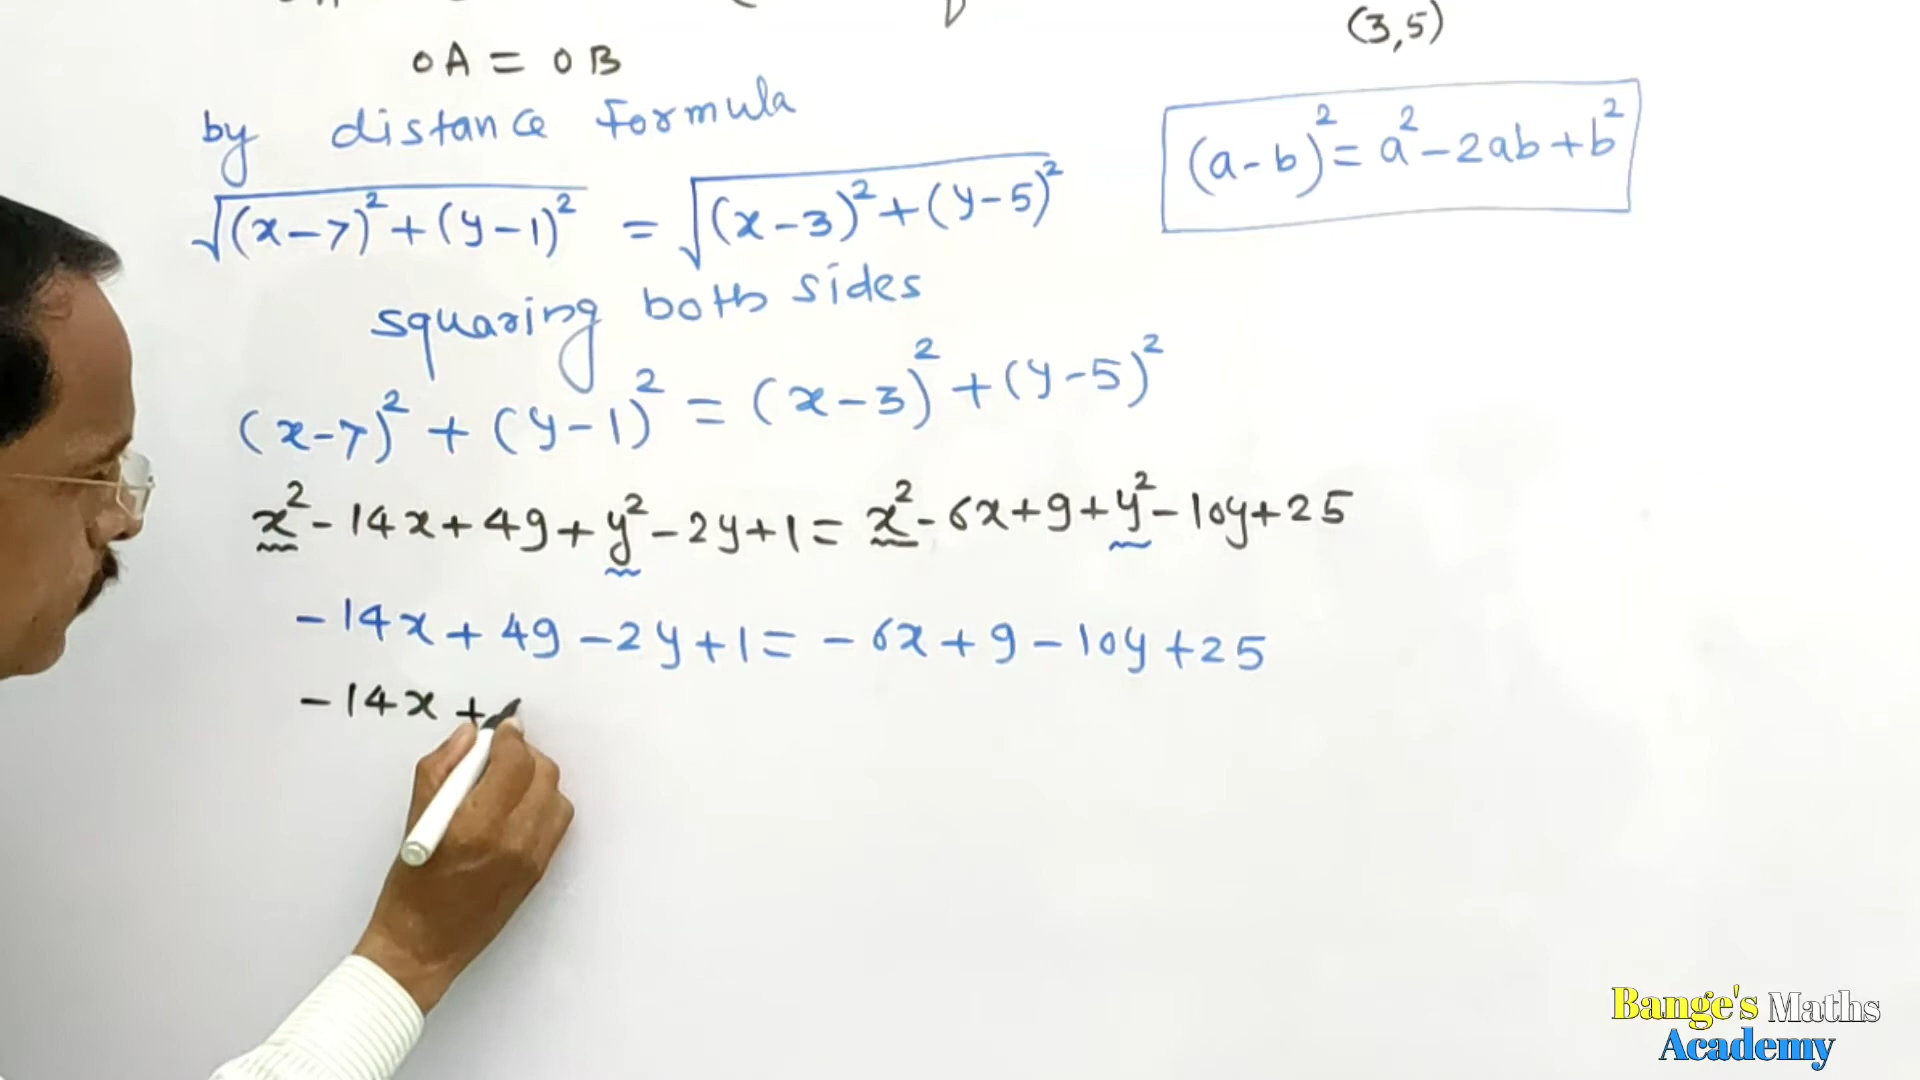 OA = OB
(3,5)
by distance Formula
(a-b)² = a² - 2ab + b²
√(x-7)² + (y-1)² = √(x-3)² + (y-5)²
squaring both sides
(x-7)² + (y-1)² = (x-3)² + (y-5)²
x² - 14x + 49 + y² - 2y + 1 = x² - 6x + 9 + y² - 10y + 25
-14x + 49 - 2y + 1 = -6x + 9 - 10y + 25
-14x +
Bange's Maths
Academy